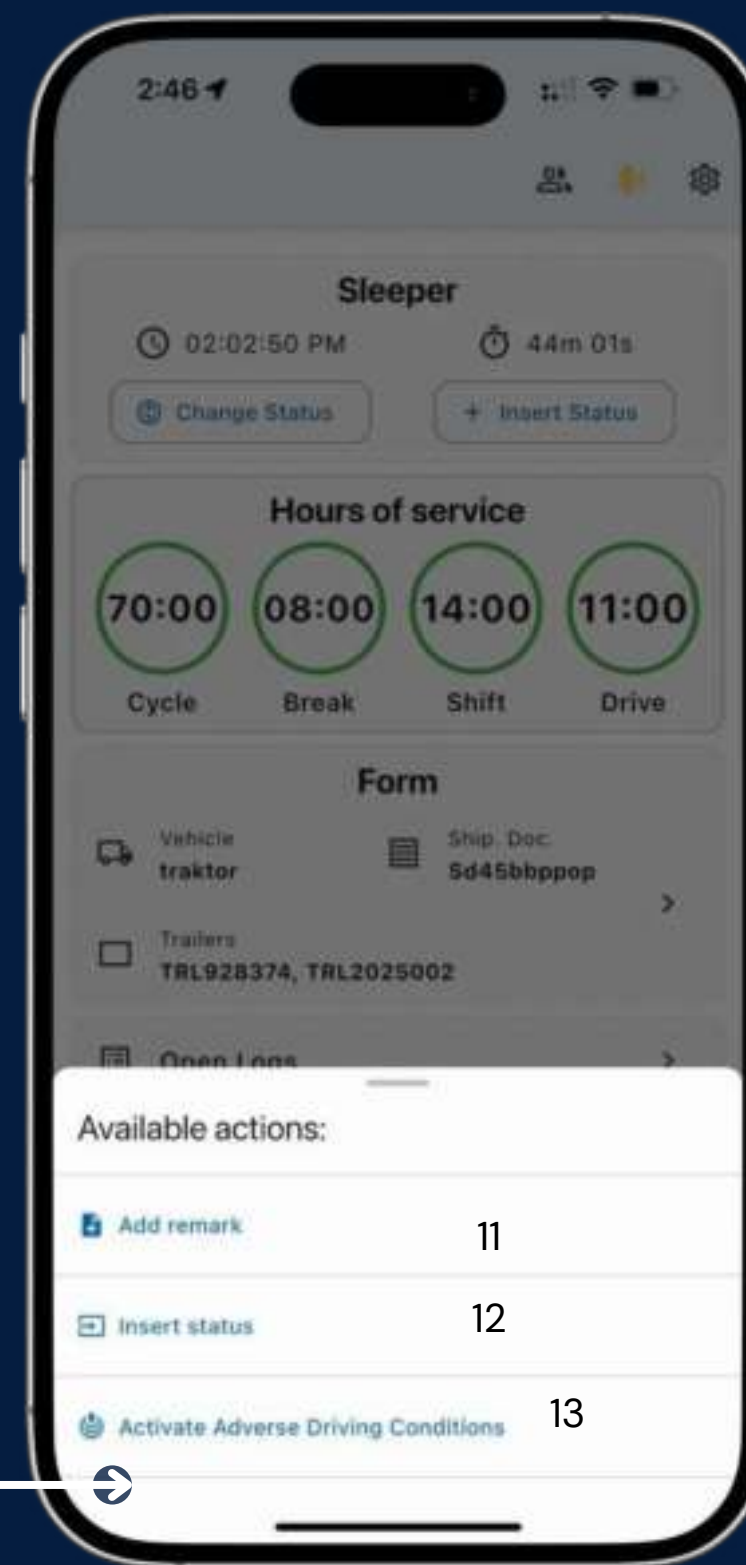 2:46
Sleeper
02:02:50 PM 44m 01s
Change Status + Insert Status
Hours of service
70:00 08:00 14:00 11:00
Cycle Break Shift Drive
Form
Vehicle Ship. Doc.
traktor Sd45bbppop
Trailers
TRL928374, TRL2025002
Open Logs
Available actions:
Add remark 11
Insert status 12
Activate Adverse Driving Conditions 13